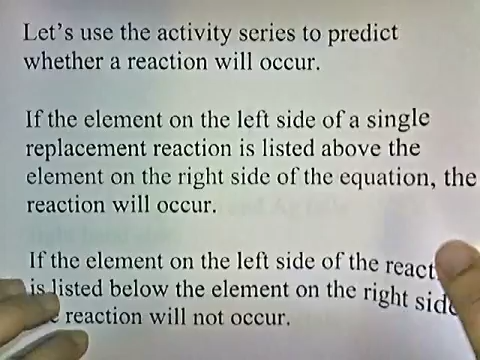 Let's use the activity series to predict
whether a reaction will occur.
If the element on the left side of a single
replacement reaction is listed above the
element on the right side of the equation, the
reaction will occur.
If the element on the left side of the react
is listed below the element on the right side
reaction will not occur.